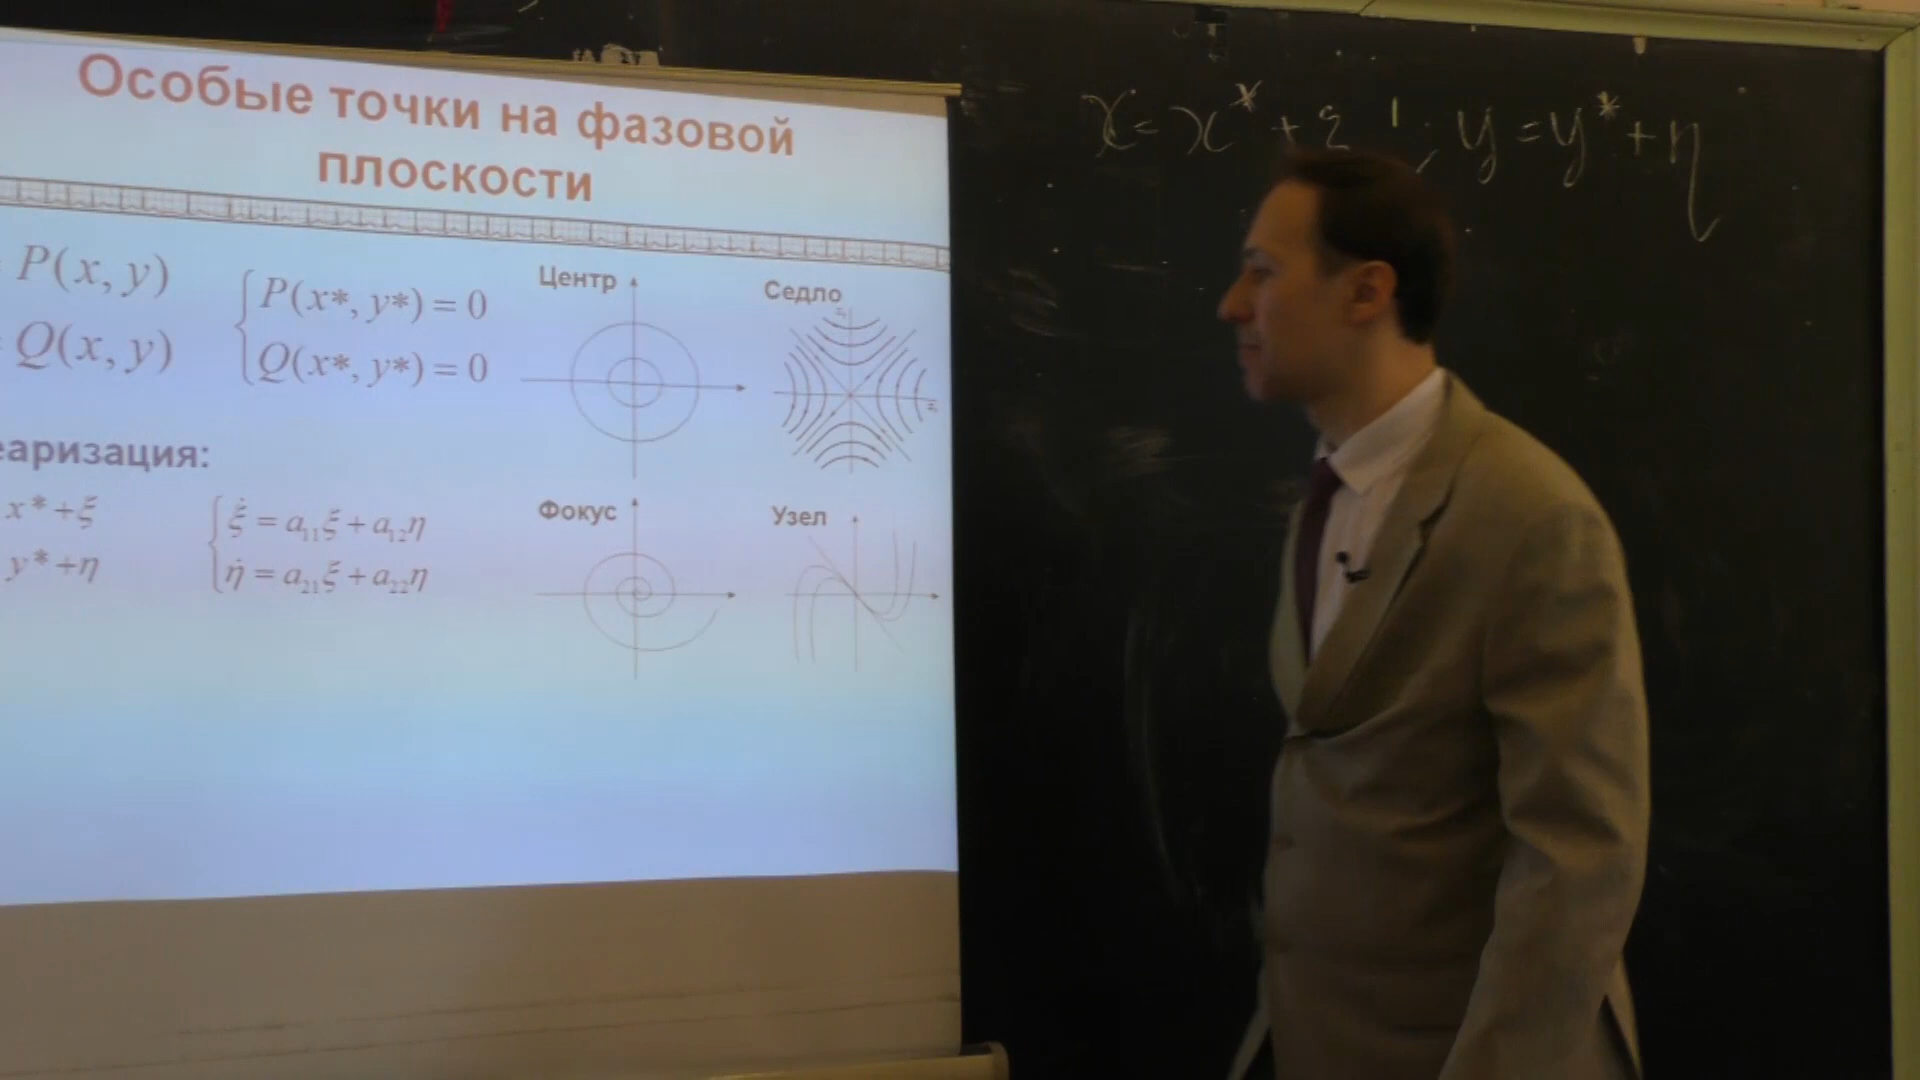 Особые точки на фазовой
плоскости
P(x, y)
Q(x, y)
P(x*, y*) = 0
Q(x*, y*) = 0
Центр
Седло
еаризация:
x* + ξ
y* + η
ξ̇ = a₁₁ξ + a₁₂η
η̇ = a₂₁ξ + a₂₂η
Фокус
Узел
x = x* + ξ ; y = y* + η